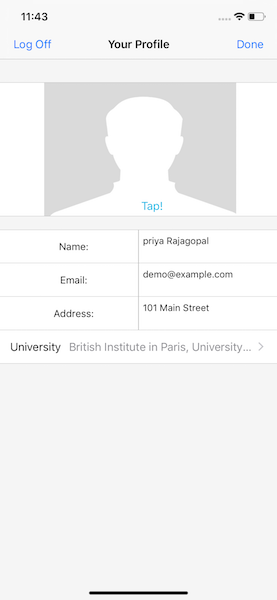 11:43
Log Off Your Profile Done
Tap!
Name: priya Rajagopal
Email: demo@example.com
Address: 101 Main Street
University British Institute in Paris, University...